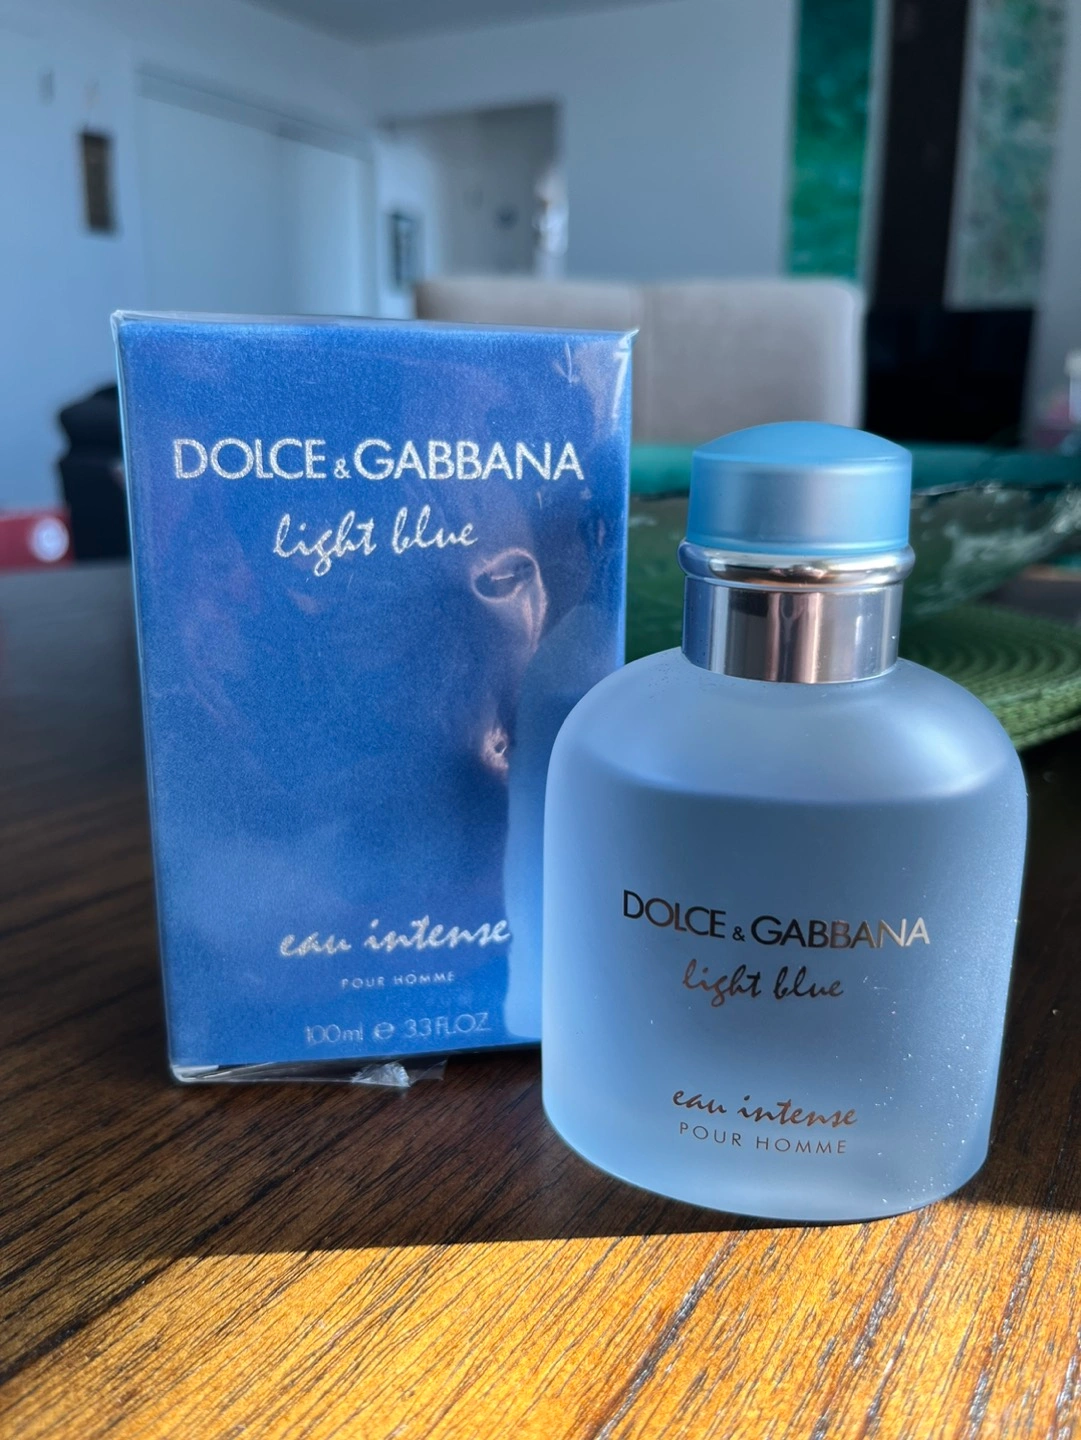 DOLCE & GABBANA
light blue
eau intense
POUR HOMME
100ml e 3.3 FL.OZ
DOLCE & GABBANA
light blue
eau intense
POUR HOMME